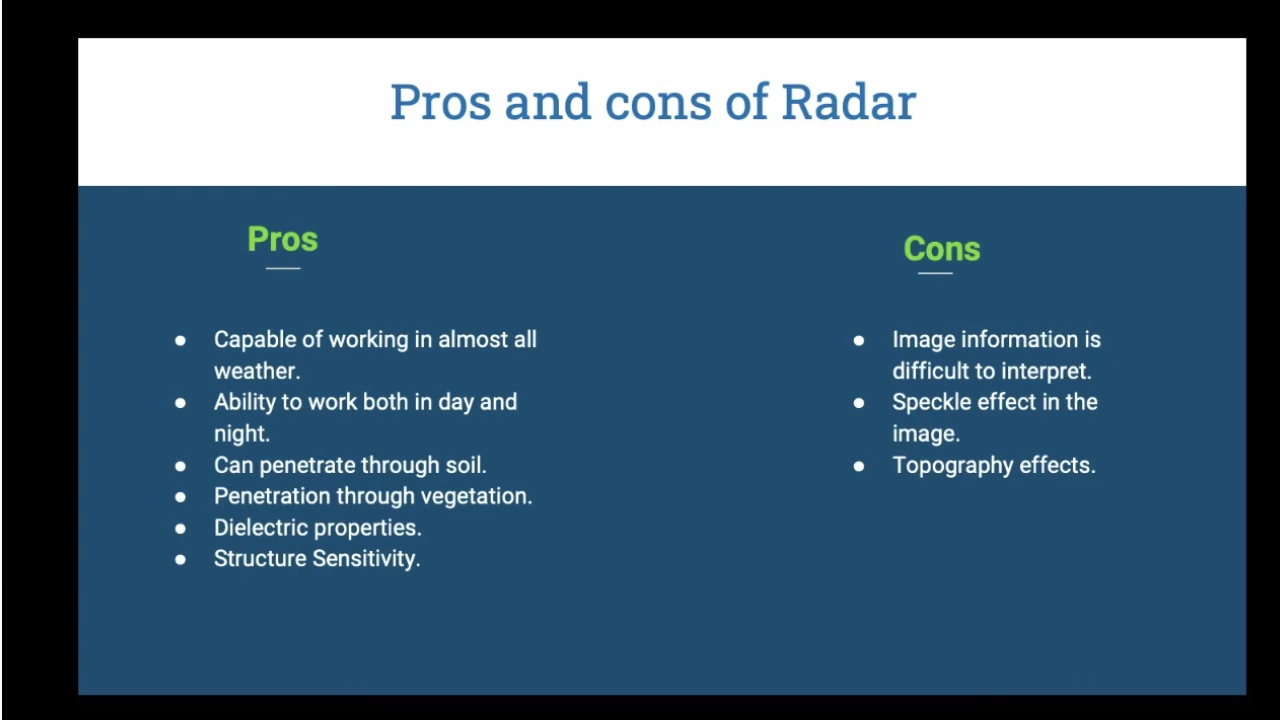 Pros and cons of Radar
Pros
● Capable of working in almost all
weather.
● Ability to work both in day and
night.
● Can penetrate through soil.
● Penetration through vegetation.
● Dielectric properties.
● Structure Sensitivity.
Cons
● Image information is
difficult to interpret.
● Speckle effect in the
image.
● Topography effects.